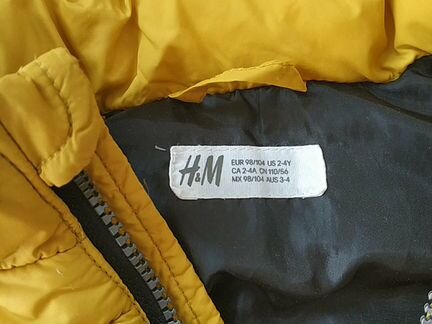 H&M
EUR 98/104 US 2-4Y
CA 2-4A CN 110/56
MX 98/104 AUS 3-4